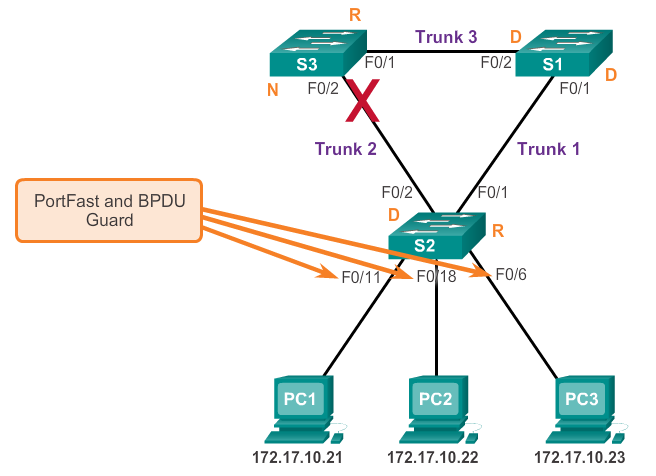 R
Trunk 3
D
S3
F0/1
F0/2
S1
N
F0/2
F0/1
D
Trunk 2
Trunk 1
F0/2
F0/1
PortFast and BPDU
Guard
D
S2
R
F0/11
F0/18
F0/6
PC1
PC2
PC3
172.17.10.21
172.17.10.22
172.17.10.23